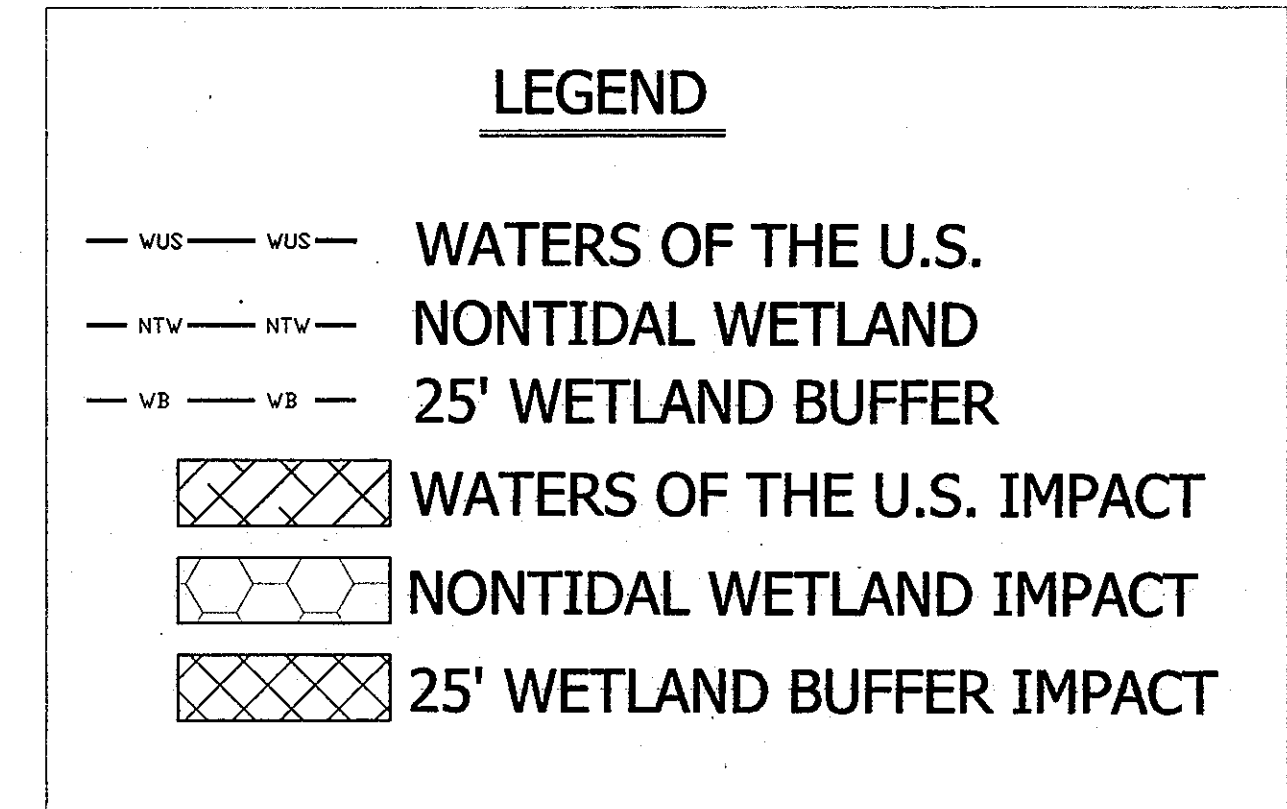 LEGEND
WUS WUS WATERS OF THE U.S.
NTW NTW NONTIDAL WETLAND
WB WB 25' WETLAND BUFFER
WATERS OF THE U.S. IMPACT
NONTIDAL WETLAND IMPACT
25' WETLAND BUFFER IMPACT